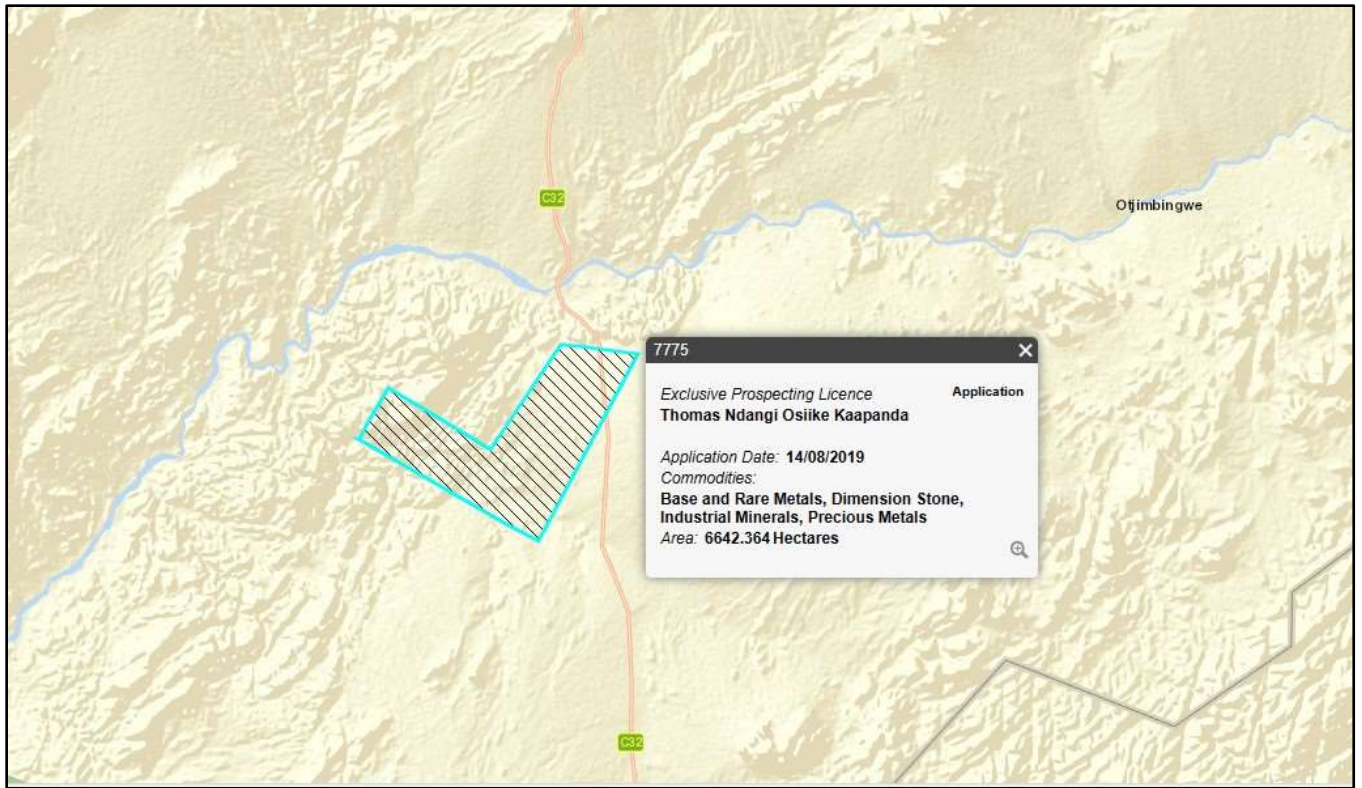 C32
Otjimbingwe
7775
Exclusive Prospecting Licence
Application
Thomas Ndangi Osiike Kaapanda
Application Date: 14/08/2019
Commodities:
Base and Rare Metals, Dimension Stone,
Industrial Minerals, Precious Metals
Area: 6642.364 Hectares
C32